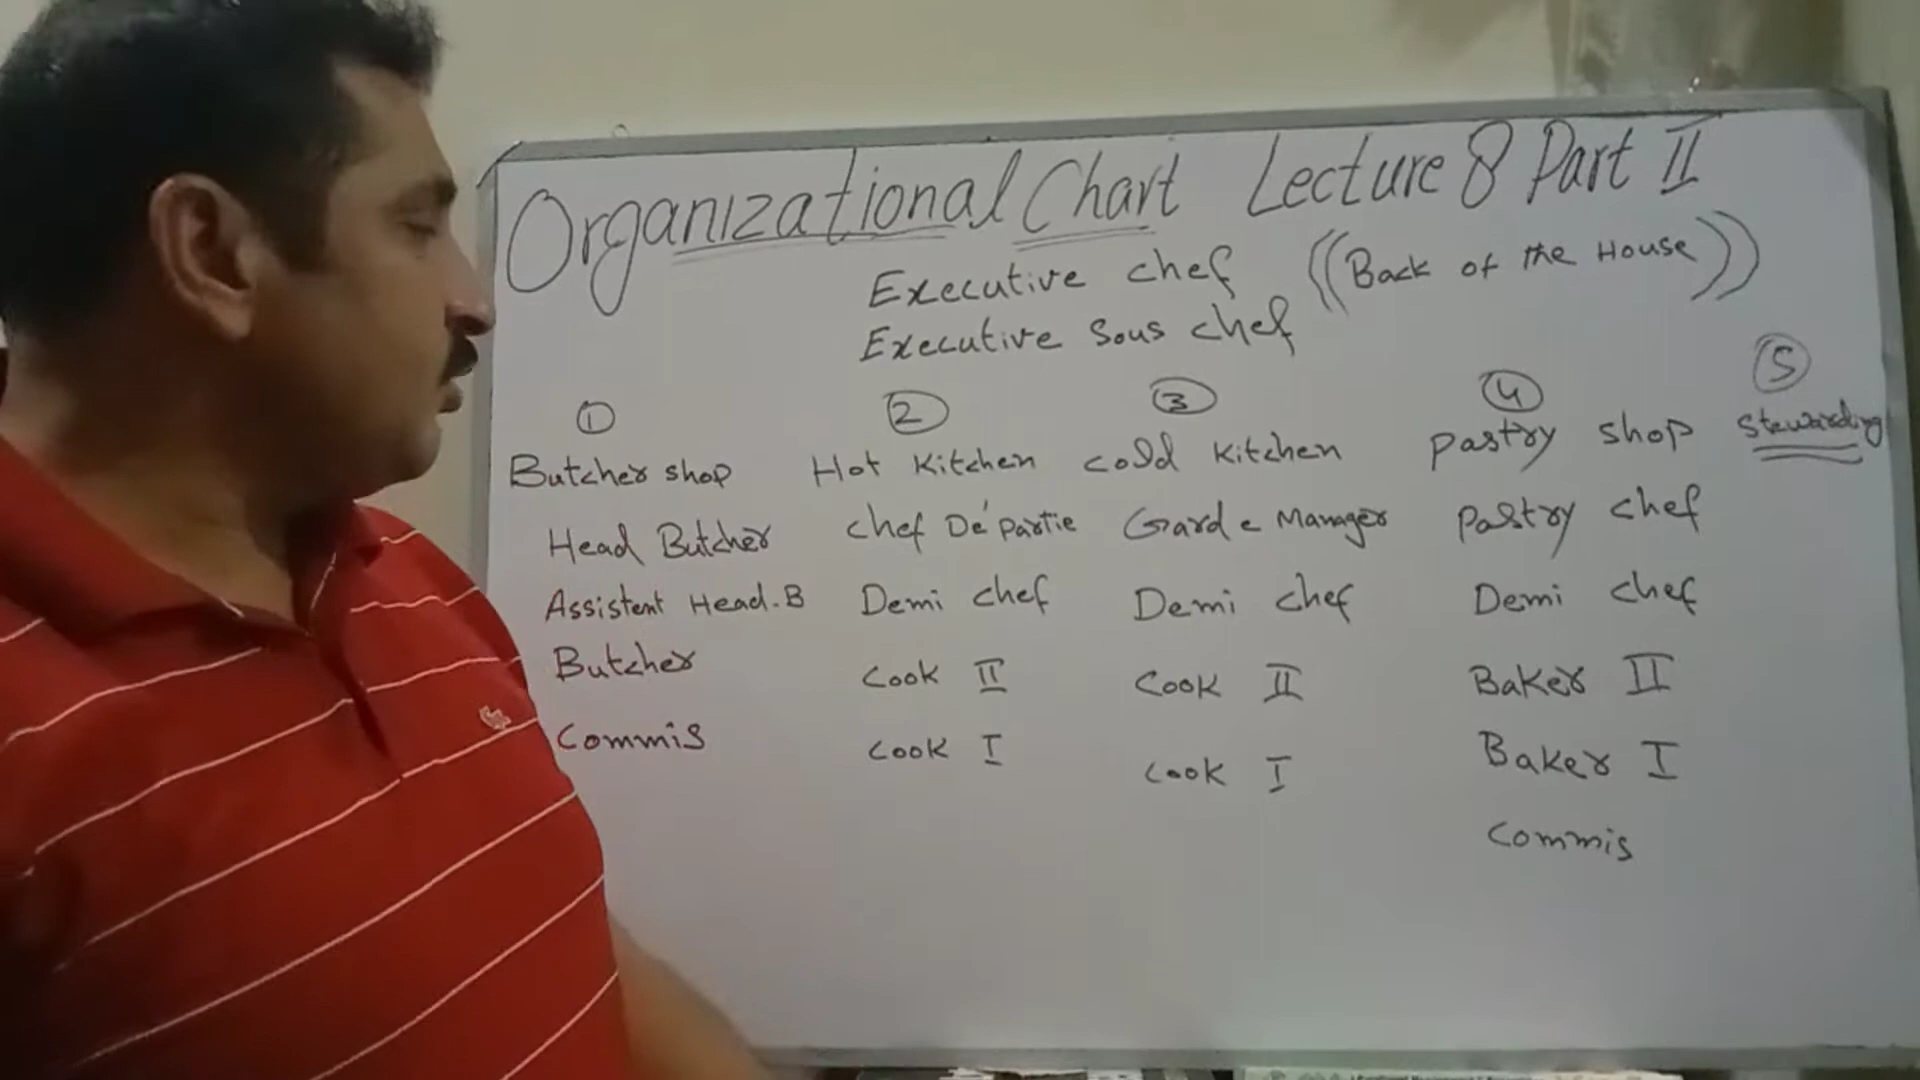 Organizational Chart Lecture 8 Part II
Executive chef ((Back of the House))
Executive Sous chef
1 2 3 4 5
Butcher shop Hot Kitchen cold Kitchen Pastry shop Stewarding
Head Butcher chef De'partie Garde Manager Pastry chef
Assistent Head.B Demi chef Demi chef Demi chef
Butcher Cook II Cook II Baker II
Commis Cook I Cook I Baker I
Commis